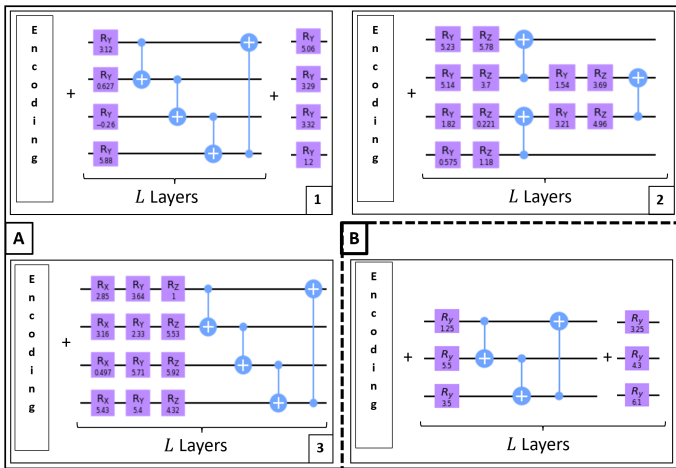 E
n
c
o
d
i
n
g
+
R_Y 3.12
R_Y 0.627
R_Y −0.26
R_Y 5.88
+
R_Y 5.06
R_Y 3.29
R_Y 3.32
R_Y 1.2
L Layers
1
E
n
c
o
d
i
n
g
+
R_Y 5.23 R_Z 5.78
R_Y 5.14 R_Z 3.7 R_Y 1.54 R_Z 3.69
R_Y 1.82 R_Z 0.221 R_Y 3.21 R_Z 4.96
R_Y 0.575 R_Z 1.18
L Layers
2
A
B
E
n
c
o
d
i
n
g
+
R_X 2.85 R_Y 3.64 R_Z 1
R_X 3.16 R_Y 2.33 R_Z 5.53
R_X 0.497 R_Y 5.71 R_Z 5.92
R_X 5.43 R_Y 5.4 R_Z 4.32
L Layers
3
E
n
c
o
d
i
n
g
+
R_y 1.25
R_y 5.5
R_y 3.5
+
R_y 3.25
R_y 4.3
R_y 6.1
L Layers